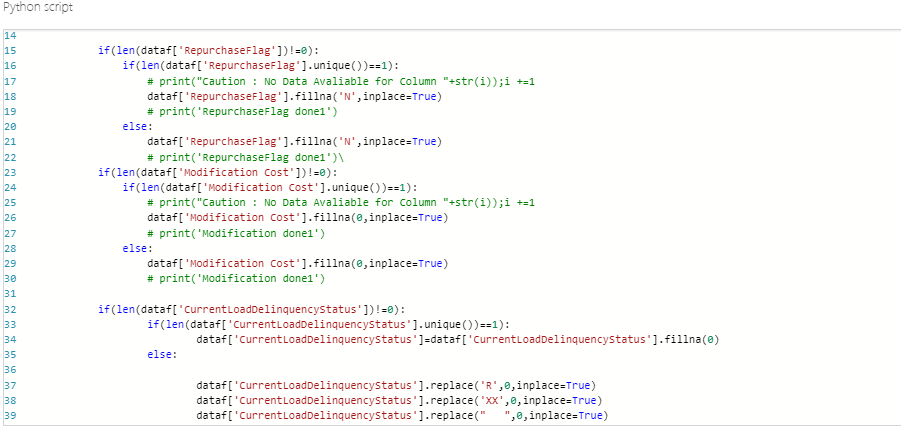 Python script
14
15 if(len(dataf['RepurchaseFlag'])!=0):
16 if(len(dataf['RepurchaseFlag'].unique())==1):
17 # print("Caution : No Data Avaliable for Column "+str(i));i +=1
18 dataf['RepurchaseFlag'].fillna('N',inplace=True)
19 # print('RepurchaseFlag done1')
20 else:
21 dataf['RepurchaseFlag'].fillna('N',inplace=True)
22 # print('RepurchaseFlag done1')\
23 if(len(dataf['Modification Cost'])!=0):
24 if(len(dataf['Modification Cost'].unique())==1):
25 # print("Caution : No Data Avaliable for Column "+str(i));i +=1
26 dataf['Modification Cost'].fillna(0,inplace=True)
27 # print('Modification done1')
28 else:
29 dataf['Modification Cost'].fillna(0,inplace=True)
30 # print('Modification done1')
31
32 if(len(dataf['CurrentLoadDelinquencyStatus'])!=0):
33 if(len(dataf['CurrentLoadDelinquencyStatus'].unique())==1):
34 dataf['CurrentLoadDelinquencyStatus']=dataf['CurrentLoadDelinquencyStatus'].fillna(0)
35 else:
36
37 dataf['CurrentLoadDelinquencyStatus'].replace('R',0,inplace=True)
38 dataf['CurrentLoadDelinquencyStatus'].replace('XX',0,inplace=True)
39 dataf['CurrentLoadDelinquencyStatus'].replace("   ",0,inplace=True)